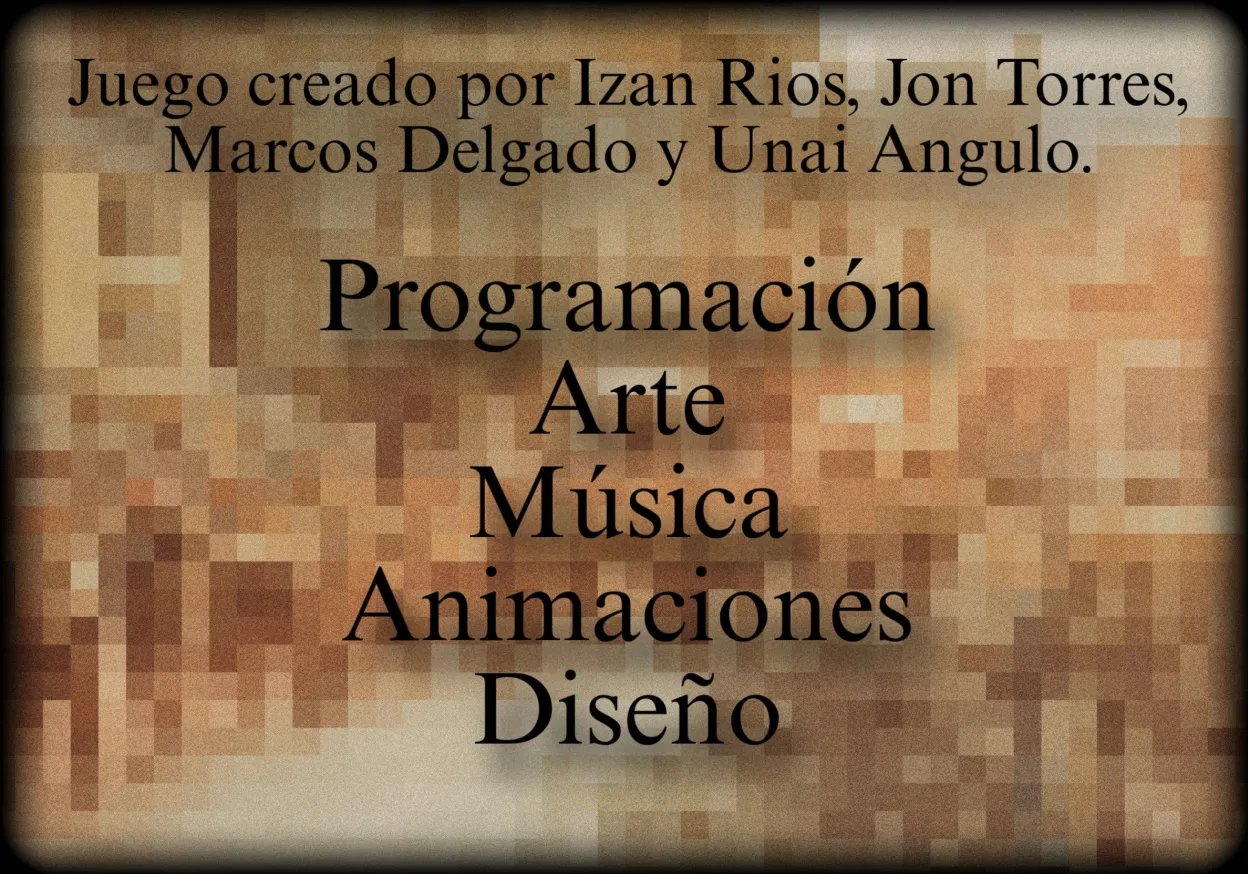 Juego creado por Izan Rios, Jon Torres,
Marcos Delgado y Unai Angulo.
Programación
Arte
Música
Animaciones
Diseño